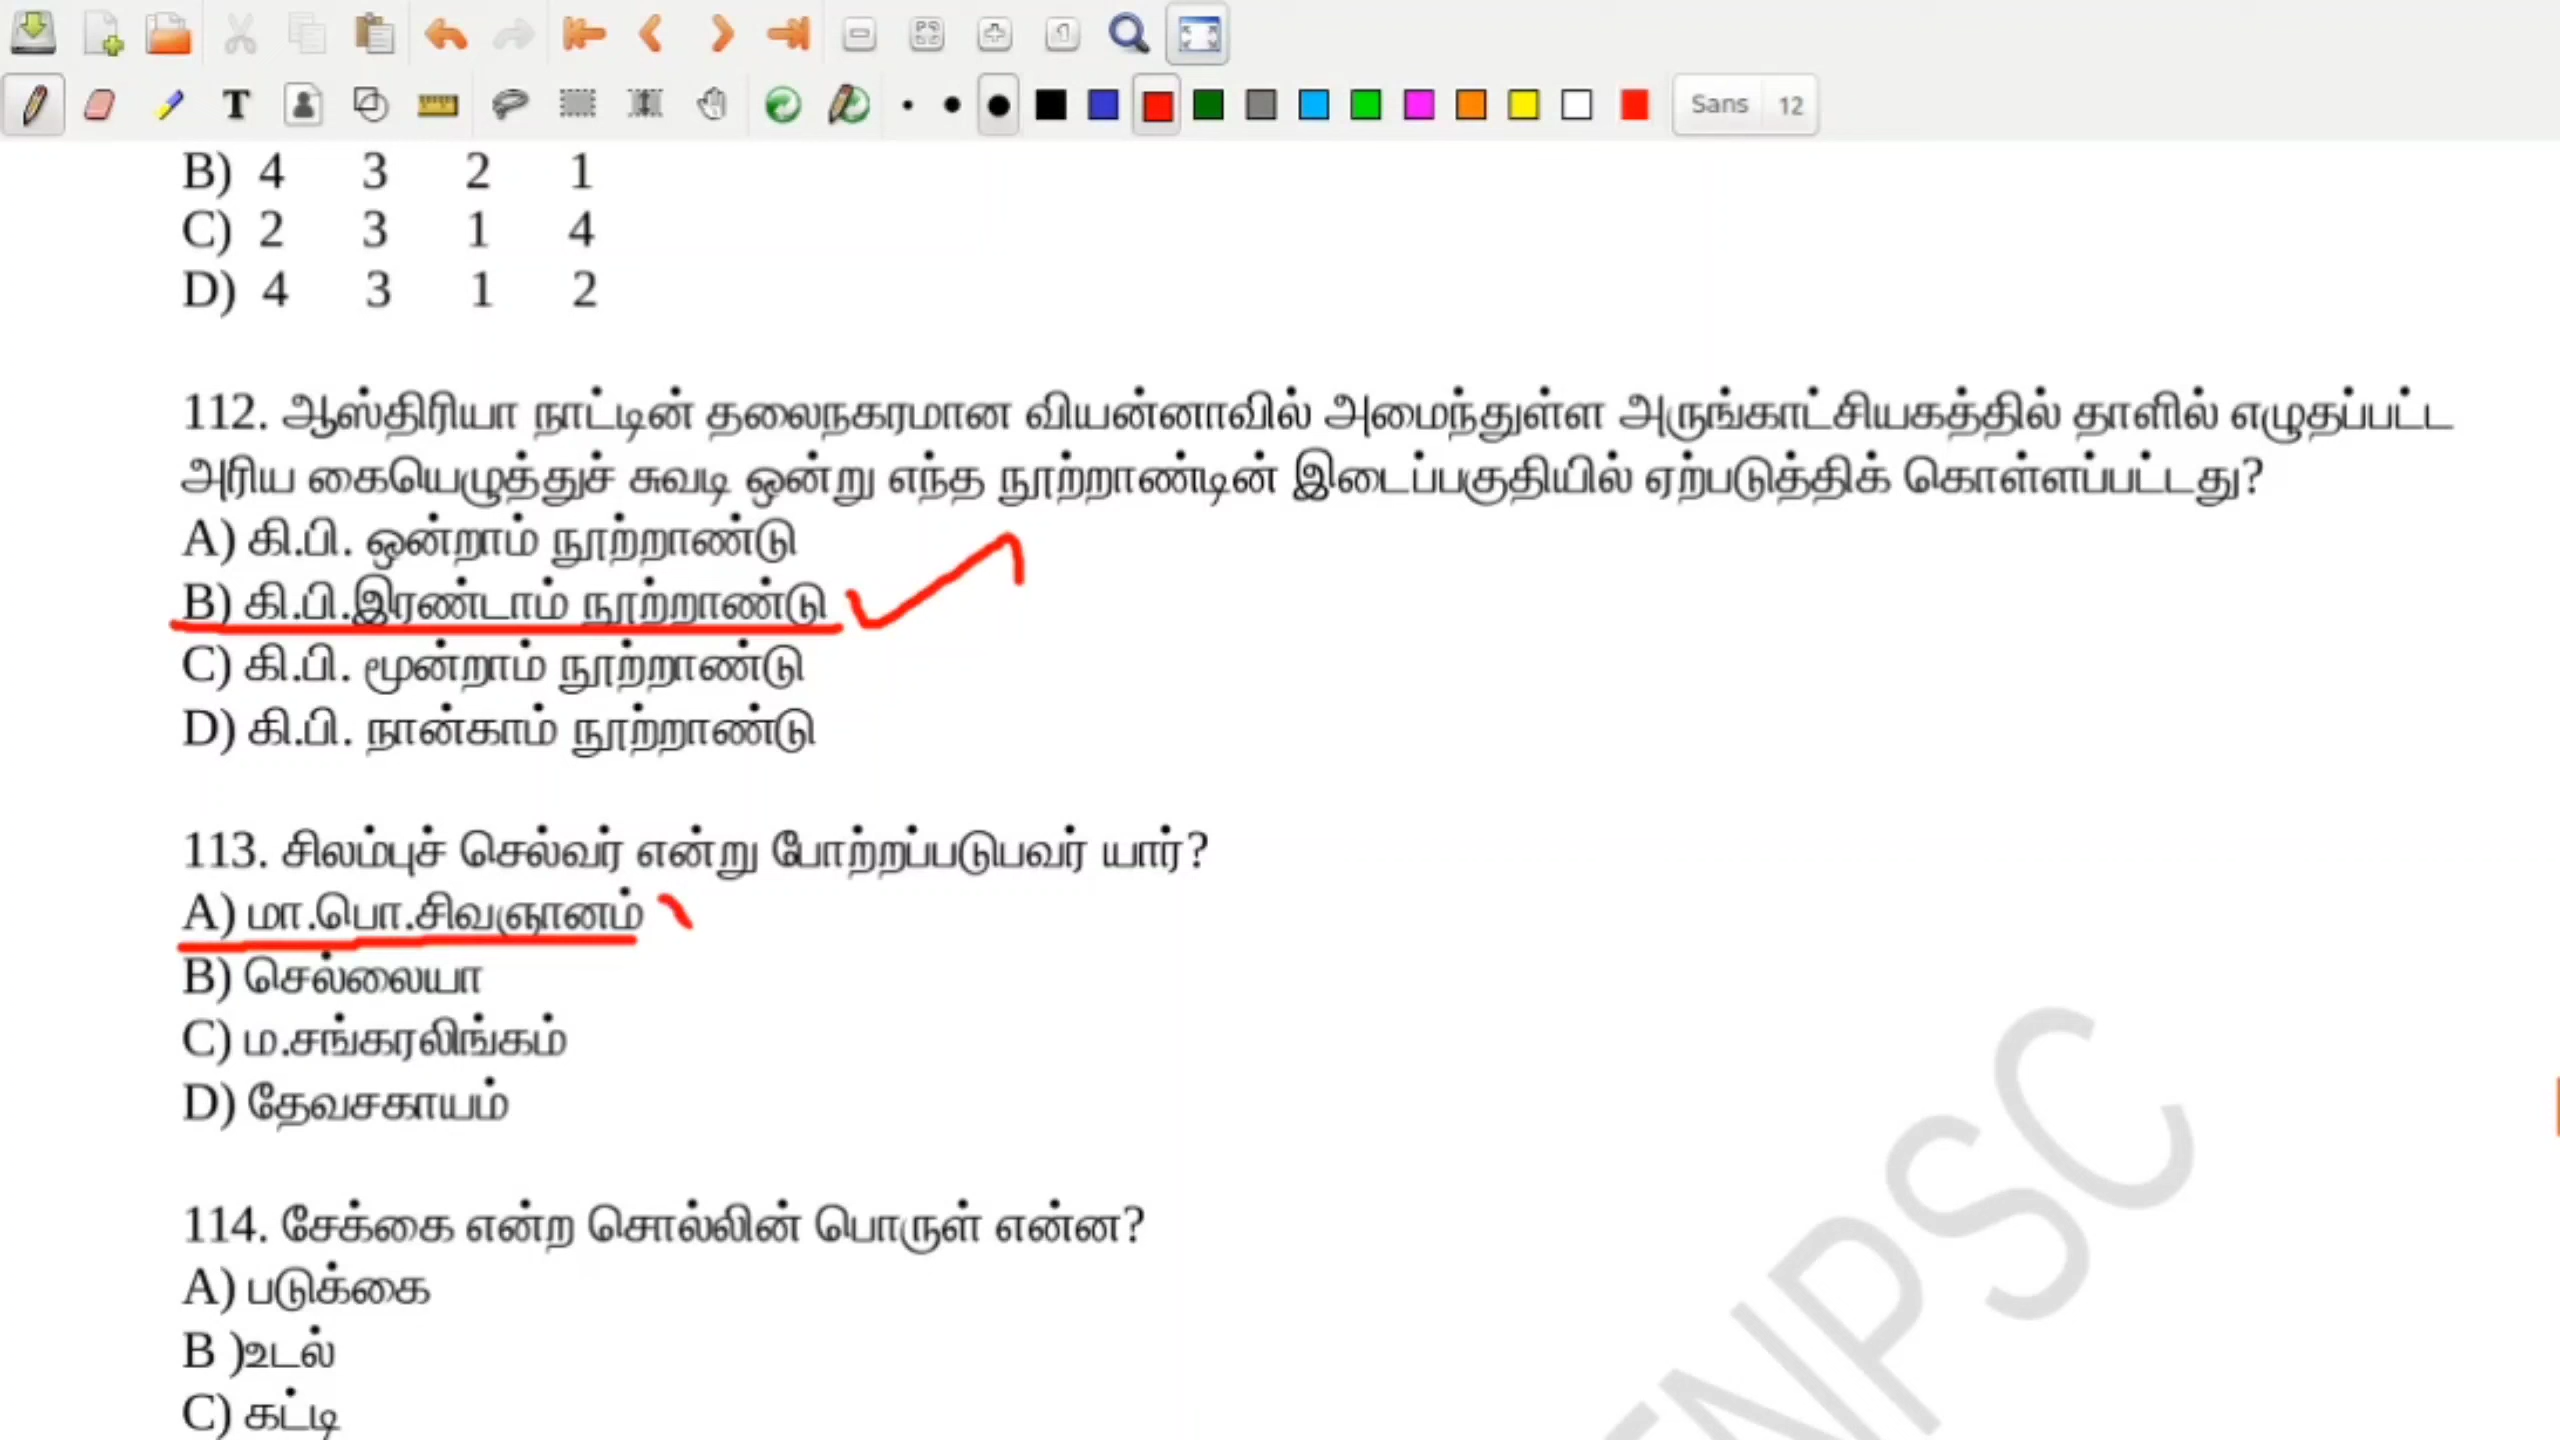 T
Sans 12
B) 4 3 2 1
C) 2 3 1 4
D) 4 3 1 2
112. ஆஸ்திரியா நாட்டின் தலைநகரமான வியன்னாவில் அமைந்துள்ள அருங்காட்சியகத்தில் தாளில் எழுதப்பட்ட
அரிய கையெழுத்துச் சுவடி ஒன்று எந்த நூற்றாண்டின் இடைப்பகுதியில் ஏற்படுத்திக் கொள்ளப்பட்டது?
A) கி.பி. ஒன்றாம் நூற்றாண்டு
B) கி.பி.இரண்டாம் நூற்றாண்டு
C) கி.பி. மூன்றாம் நூற்றாண்டு
D) கி.பி. நான்காம் நூற்றாண்டு
113. சிலம்புச் செல்வர் என்று போற்றப்படுபவர் யார்?
A) மா.பொ.சிவஞானம்
B) செல்லையா
C) ம.சங்கரலிங்கம்
D) தேவசகாயம்
114. சேக்கை என்ற சொல்லின் பொருள் என்ன?
A) படுக்கை
B )உடல்
C) கட்டி
TNPSC